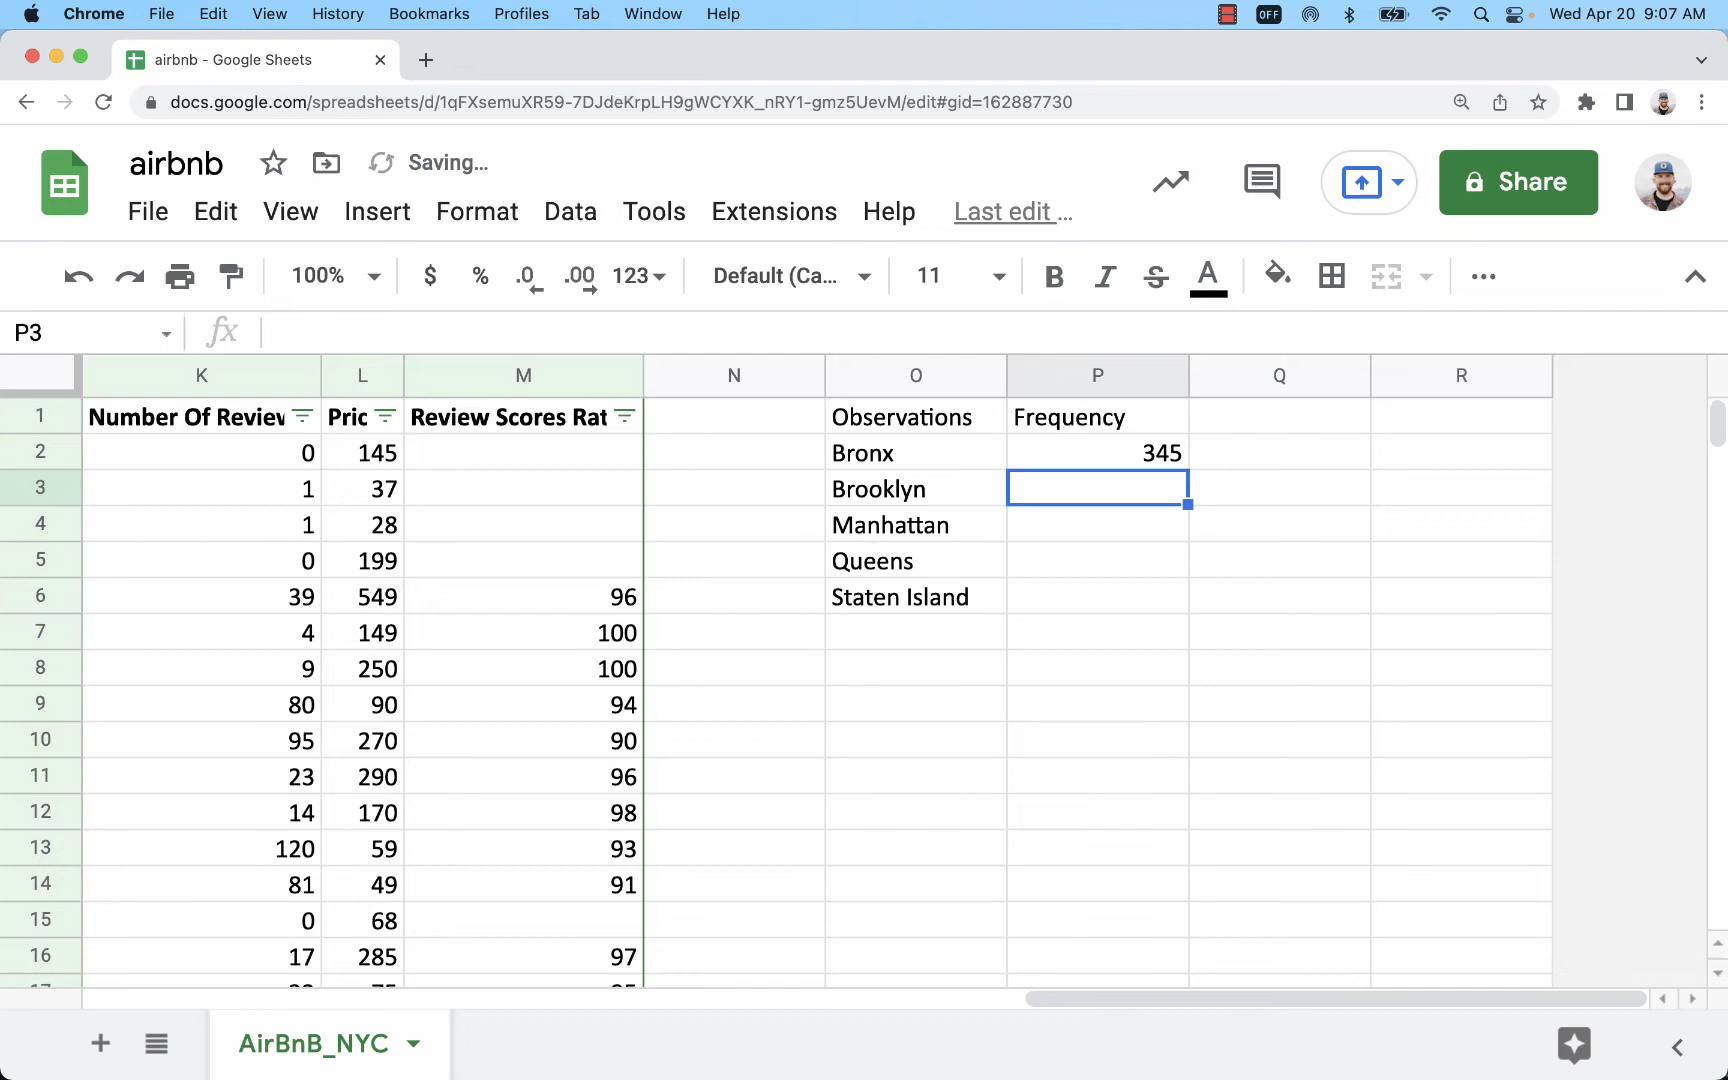 Chrome File Edit View History Bookmarks Profiles Tab Window Help OFF Wed Apr 20 9:07 AM
airbnb - Google Sheets
docs.google.com/spreadsheets/d/1qFXsemuXR59-7DJdeKrpLH9gWCYXK_nRY1-gmz5UevM/edit#gid=162887730
airbnb Saving...
Share
File Edit View Insert Format Data Tools Extensions Help Last edit ...
100% $ % .0 .00 123 Default (Ca... 11 B I S A
P3 fx
K L M N O P Q R
1 Number Of Review Pric Review Scores Rat Observations Frequency
2 0 145 Bronx 345
3 1 37 Brooklyn
4 1 28 Manhattan
5 0 199 Queens
6 39 549 96 Staten Island
7 4 149 100
8 9 250 100
9 80 90 94
10 95 270 90
11 23 290 96
12 14 170 98
13 120 59 93
14 81 49 91
15 0 68
16 17 285 97
AirBnB_NYC